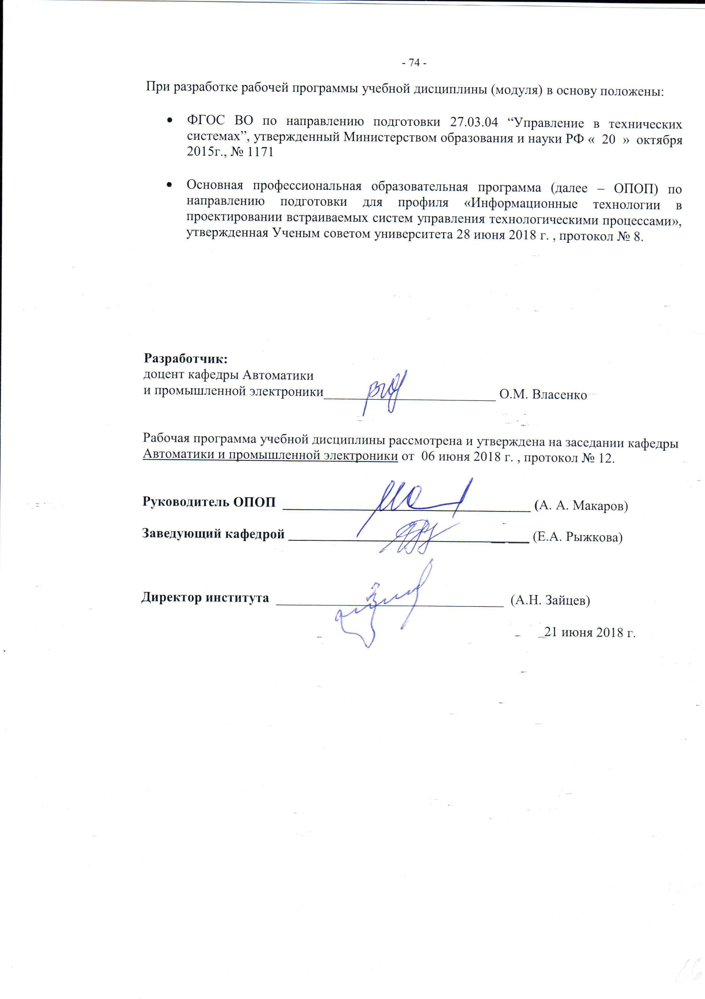 - 74 -
При разработке рабочей программы учебной дисциплины (модуля) в основу положены:
• ФГОС ВО по направлению подготовки 27.03.04 “Управление в технических
системах”, утвержденный Министерством образования и науки РФ « 20 » октября
2015г., № 1171
• Основная профессиональная образовательная программа (далее – ОПОП) по
направлению подготовки для профиля «Информационные технологии в
проектировании встраиваемых систем управления технологическими процессами»,
утвержденная Ученым советом университета 28 июня 2018 г. , протокол № 8.
Разработчик:
доцент кафедры Автоматики
и промышленной электроники О.М. Власенко
Рабочая программа учебной дисциплины рассмотрена и утверждена на заседании кафедры
Автоматики и промышленной электроники от 06 июня 2018 г. , протокол № 12.
Руководитель ОПОП (А. А. Макаров)
Заведующий кафедрой (Е.А. Рыжкова)
Директор института (А.Н. Зайцев)
21 июня 2018 г.
16